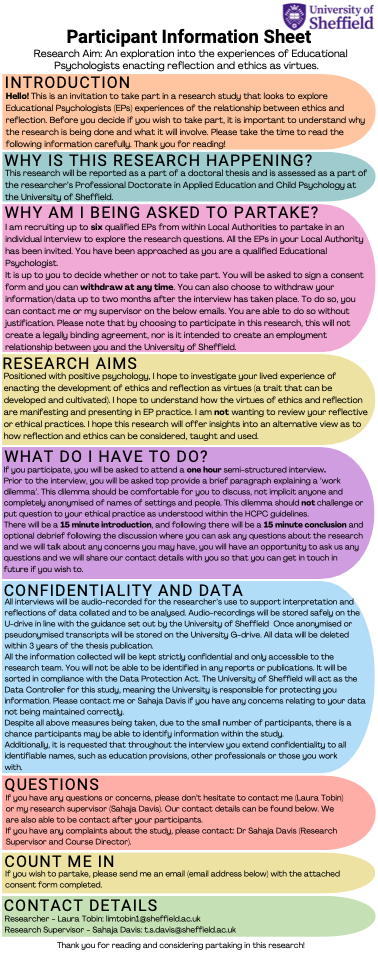 University of
Sheffield
Participant Information Sheet
Research Aim: An exploration into the experiences of Educational
Psychologists enacting reflection and ethics as virtues.
INTRODUCTION
Hello! This is an invitation to take part in a research study that looks to explore
Educational Psychologists (EPs) experiences of the relationship between ethics and
reflection. Before you decide if you wish to take part, it is important to understand why
the research is being done and what it will involve. Please take the time to read the
following information carefully. Thank you for reading!
WHY IS THIS RESEARCH HAPPENING?
This research will be reported as a part of a doctoral thesis and is assessed as a part of
the researcher's Professional Doctorate in Applied Education and Child Psychology at
the University of Sheffield.
WHY AM I BEING ASKED TO PARTAKE?
I am recruiting up to six qualified EPs from within Local Authorities to partake in an
individual interview to explore the research questions. All the EPs in your Local Authority
has been invited. You have been approached as you are a qualified Educational
Psychologist.
It is up to you to decide whether or not to take part. You will be asked to sign a consent
form and you can withdraw at any time. You can also choose to withdraw your
information/data up to two months after the interview has taken place. To do so, you
can contact me or my supervisor on the below emails. You are able to do so without
justification. Please note that by choosing to participate in this research, this will not
create a legally binding agreement, nor is it intended to create an employment
relationship between you and the University of Sheffield.
RESEARCH AIMS
Positioned with positive psychology, I hope to investigate your lived experience of
enacting the development of ethics and reflection as virtues (a trait that can be
developed and cultivated). I hope to understand how the virtues of ethics and reflection
are manifesting and presenting in EP practice. I am not wanting to review your reflective
or ethical practices. I hope this research will offer insights into an alternative view as to
how reflection and ethics can be considered, taught and used.
WHAT DO I HAVE TO DO?
If you participate, you will be asked to attend a one hour semi-structured interview.
Prior to the interview, you will be asked top provide a brief paragraph explaining a 'work
dilemma'. This dilemma should be comfortable for you to discuss, not implicit anyone and
completely anonymised of names of settings and people. This dilemma should not challenge or
put question to your ethical practice as understood within the HCPC guidelines.
There will be a 15 minute introduction, and following there will be a 15 minute conclusion and
optional debrief following the discussion where you can ask any questions about the research
and we will talk about any concerns you may have, you will have an opportunity to ask us any
questions and we will share our contact details with you so that you can get in touch in
future if you wish to.
CONFIDENTIALITY AND DATA
All interviews will be audio-recorded for the researcher's use to support interpretation and
reflections of data collated and to be analysed. Audio-recordings will be stored safely on the
U-drive in line with the guidance set out by the University of Sheffield Once anonymised or
pseudonymised transcripts will be stored on the University G-drive. All data will be deleted
within 3 years of the thesis publication.
All the information collected will be kept strictly confidential and only accessible to the
research team. You will not be able to be identified in any reports or publications. It will be
sorted in compliance with the Data Protection Act. The University of Sheffield will act as the
Data Controller for this study, meaning the University is responsible for protecting you
information. Please contact me or Sahaja Davis if you have any concerns relating to your data
not being maintained correctly.
Despite all above measures being taken, due to the small number of participants, there is a
chance participants may be able to identify information within the study.
Additionally, it is requested that throughout the interview you extend confidentiality to all
identifiable names, such as education provisions, other professionals or those you work
with.
QUESTIONS
If you have any questions or concerns, please don't hesitate to contact me (Laura Tobin)
or my research supervisor (Sahaja Davis). Our contact details can be found below. We
are also able to be contact after your participants.
If you have any complaints about the study, please contact: Dr Sahaja Davis (Research
Supervisor and Course Director).
COUNT ME IN
If you wish to partake, please send me an email (email address below) with the attached
consent form completed.
CONTACT DETAILS
Researcher - Laura Tobin: limtobin1@sheffield.ac.uk
Research Supervisor - Sahaja Davis: t.s.davis@sheffield.ac.uk
Thank you for reading and considering partaking in this research!